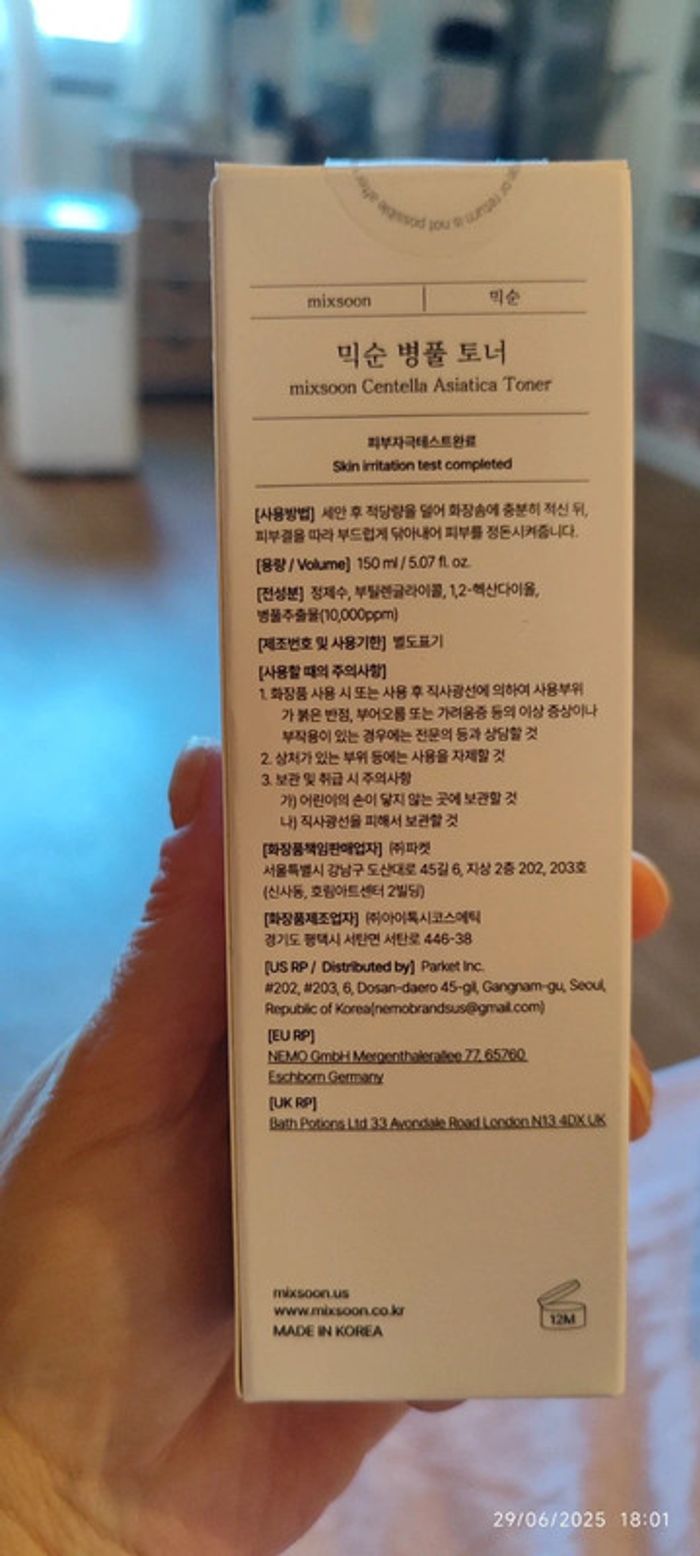 e or return is not possible after
mixsoon | 믹순
믹순 병풀 토너
mixsoon Centella Asiatica Toner
피부자극테스트완료
Skin irritation test completed
[사용방법] 세안 후 적당량을 덜어 화장솜에 충분히 적신 뒤,
피부결을 따라 부드럽게 닦아내어 피부를 정돈시켜줍니다.
[용량 / Volume] 150 ml / 5.07 fl. oz.
[전성분] 정제수, 부틸렌글라이콜, 1,2-헥산다이올,
병풀추출물(10,000ppm)
[제조번호 및 사용기한] 별도표기
[사용할 때의 주의사항]
1. 화장품 사용 시 또는 사용 후 직사광선에 의하여 사용부위
가 붉은 반점, 부어오름 또는 가려움증 등의 이상 증상이나
부작용이 있는 경우에는 전문의 등과 상담할 것
2. 상처가 있는 부위 등에는 사용을 자제할 것
3. 보관 및 취급 시 주의사항
가) 어린이의 손이 닿지 않는 곳에 보관할 것
나) 직사광선을 피해서 보관할 것
[화장품책임판매업자] ㈜파켓
서울특별시 강남구 도산대로 45길 6, 지상 2층 202, 203호
(신사동, 호림아트센터 2빌딩)
[화장품제조업자] ㈜아이톡시코스메틱
경기도 평택시 서탄면 서탄로 446-38
[US RP / Distributed by] Parket Inc.
#202, #203, 6, Dosan-daero 45-gil, Gangnam-gu, Seoul,
Republic of Korea(nemobrandsus@gmail.com)
[EU RP]
NEMO GmbH Mergenthalerallee 77, 65760
Eschborn Germany
[UK RP]
Bath Potions Ltd 33 Avondale Road London N13 4DX UK
mixsoon.us
www.mixsoon.co.kr
MADE IN KOREA
12M
29/06/2025 18:01